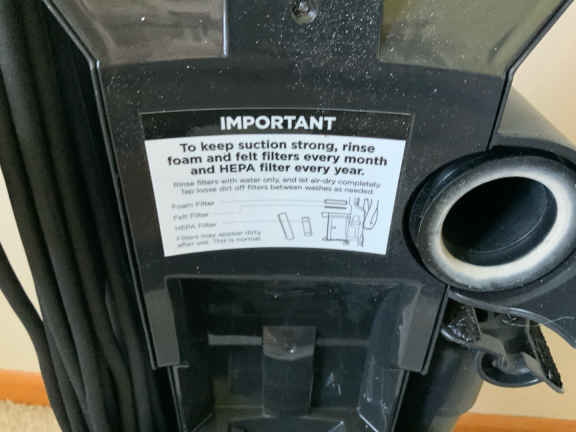 IMPORTANT
To keep suction strong, rinse
foam and felt filters every month
and HEPA filter every year.
Rinse filters with water only, and let air-dry completely.
Tap loose dirt off filters between washes as needed.
Foam Filter
Felt Filter
HEPA Filter
Filters may appear dirty
after use. That is normal.